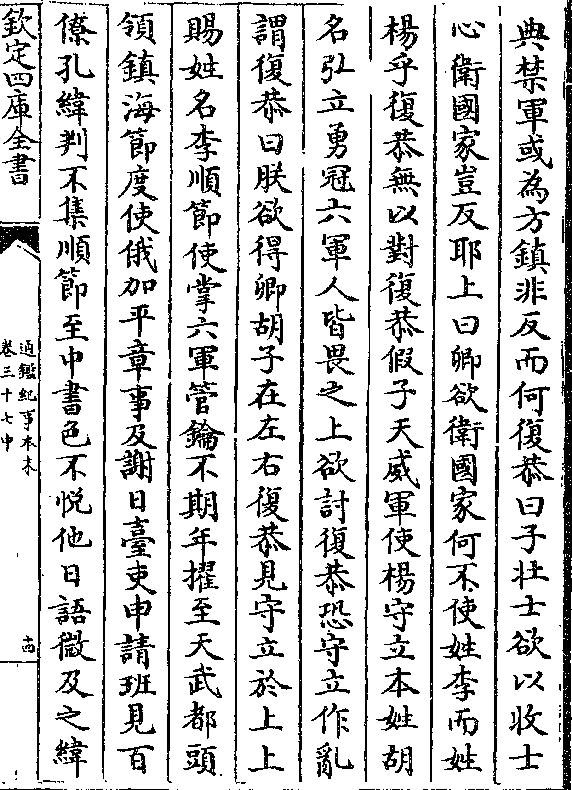 典禁軍或為方鎮非反而何復恭曰子壮士欲以收士
心衛國家豈反耶上曰卿欲衛國家何不使姓李而姓
楊乎復恭無以對復恭假子天威軍使楊守立本姓胡
名弘立勇冠六軍人皆畏之上欲討復恭恐守立作亂
謂復恭曰朕欲得卿胡子在左右復恭見守立於上上
賜姓名李順節使掌六軍管鑰不期年擢至天武都頭
領鎮海節度使俄加平章事及謝日臺吏申請班見百
僚孔緯判不集順節至中書色不悦他日語微及之緯
欽定四庫全書
通鑑紀事本末
卷三十七中
十四